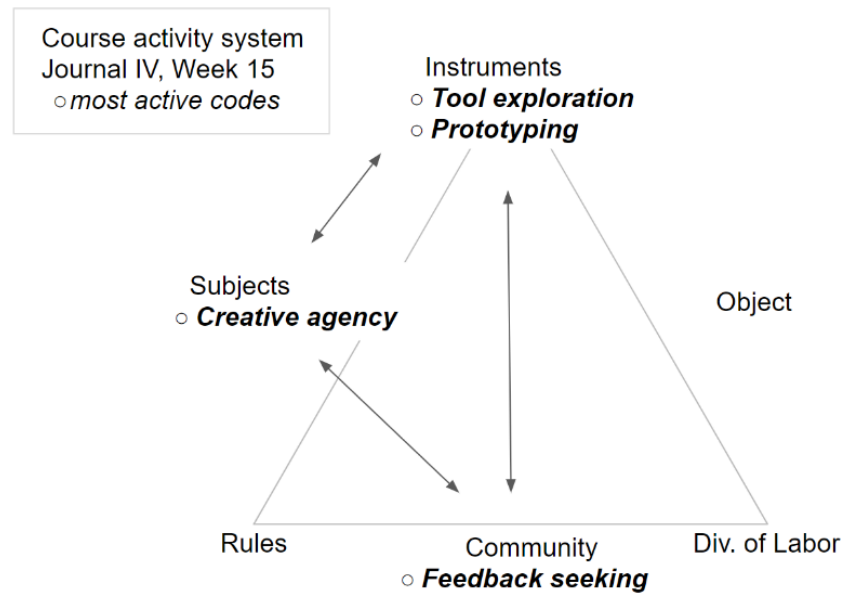 Course activity system
Journal IV, Week 15
○most active codes
Instruments
○ Tool exploration
○ Prototyping
Subjects
○ Creative agency
Object
Rules
Community
○ Feedback seeking
Div. of Labor